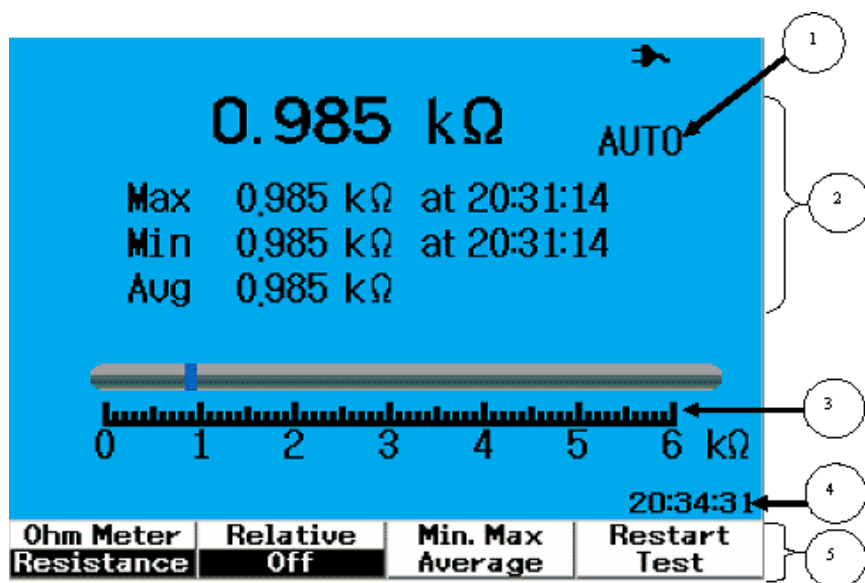 1
0.985 kΩ
AUTO
Max 0.985 kΩ at 20:31:14
Min 0.985 kΩ at 20:31:14
Avg 0.985 kΩ
2
3
0 1 2 3 4 5 6 kΩ
4
20:34:31
Ohm Meter Relative Min. Max Restart
Resistance Off Average Test
5